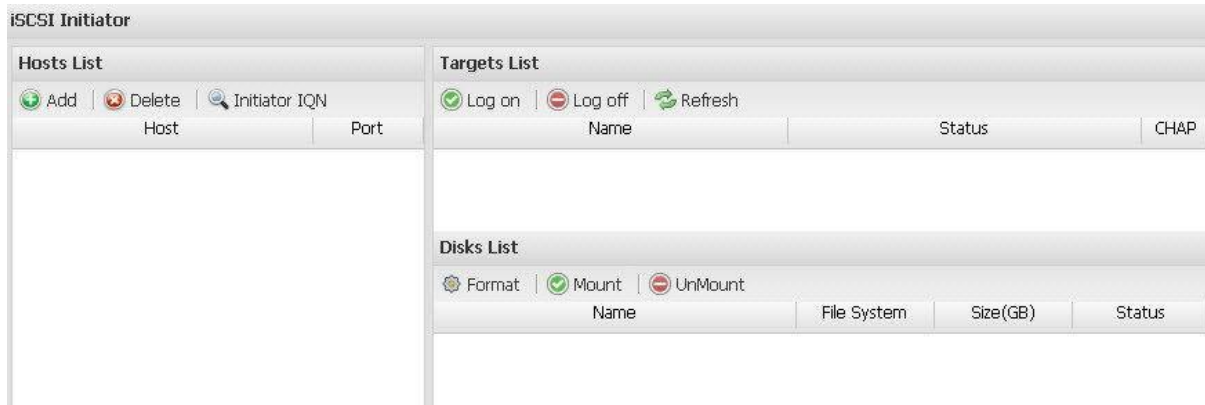 iSCSI Initiator
Hosts List
Add Delete Initiator IQN
Host Port
Targets List
Log on Log off Refresh
Name Status CHAP
Disks List
Format Mount UnMount
Name File System Size(GB) Status